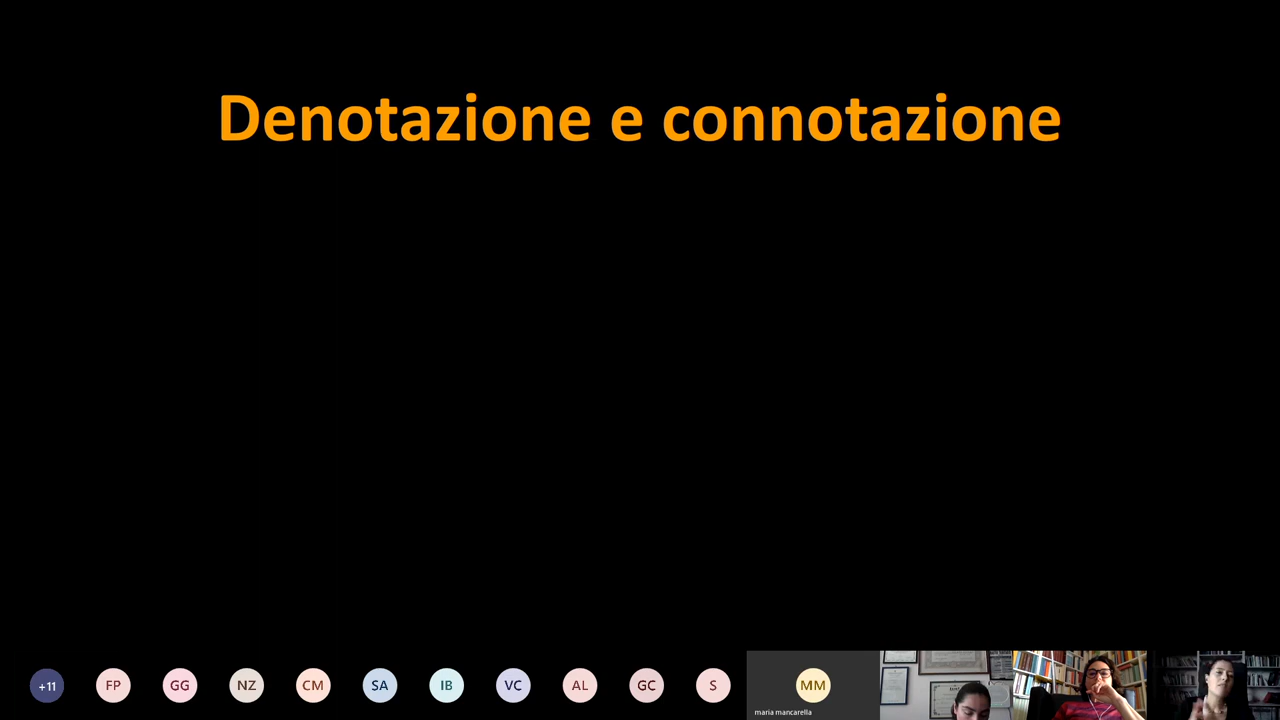 Denotazione e connotazione
+11 FP GG NZ CM SA IB VC AL GC S MM
maria mancarella